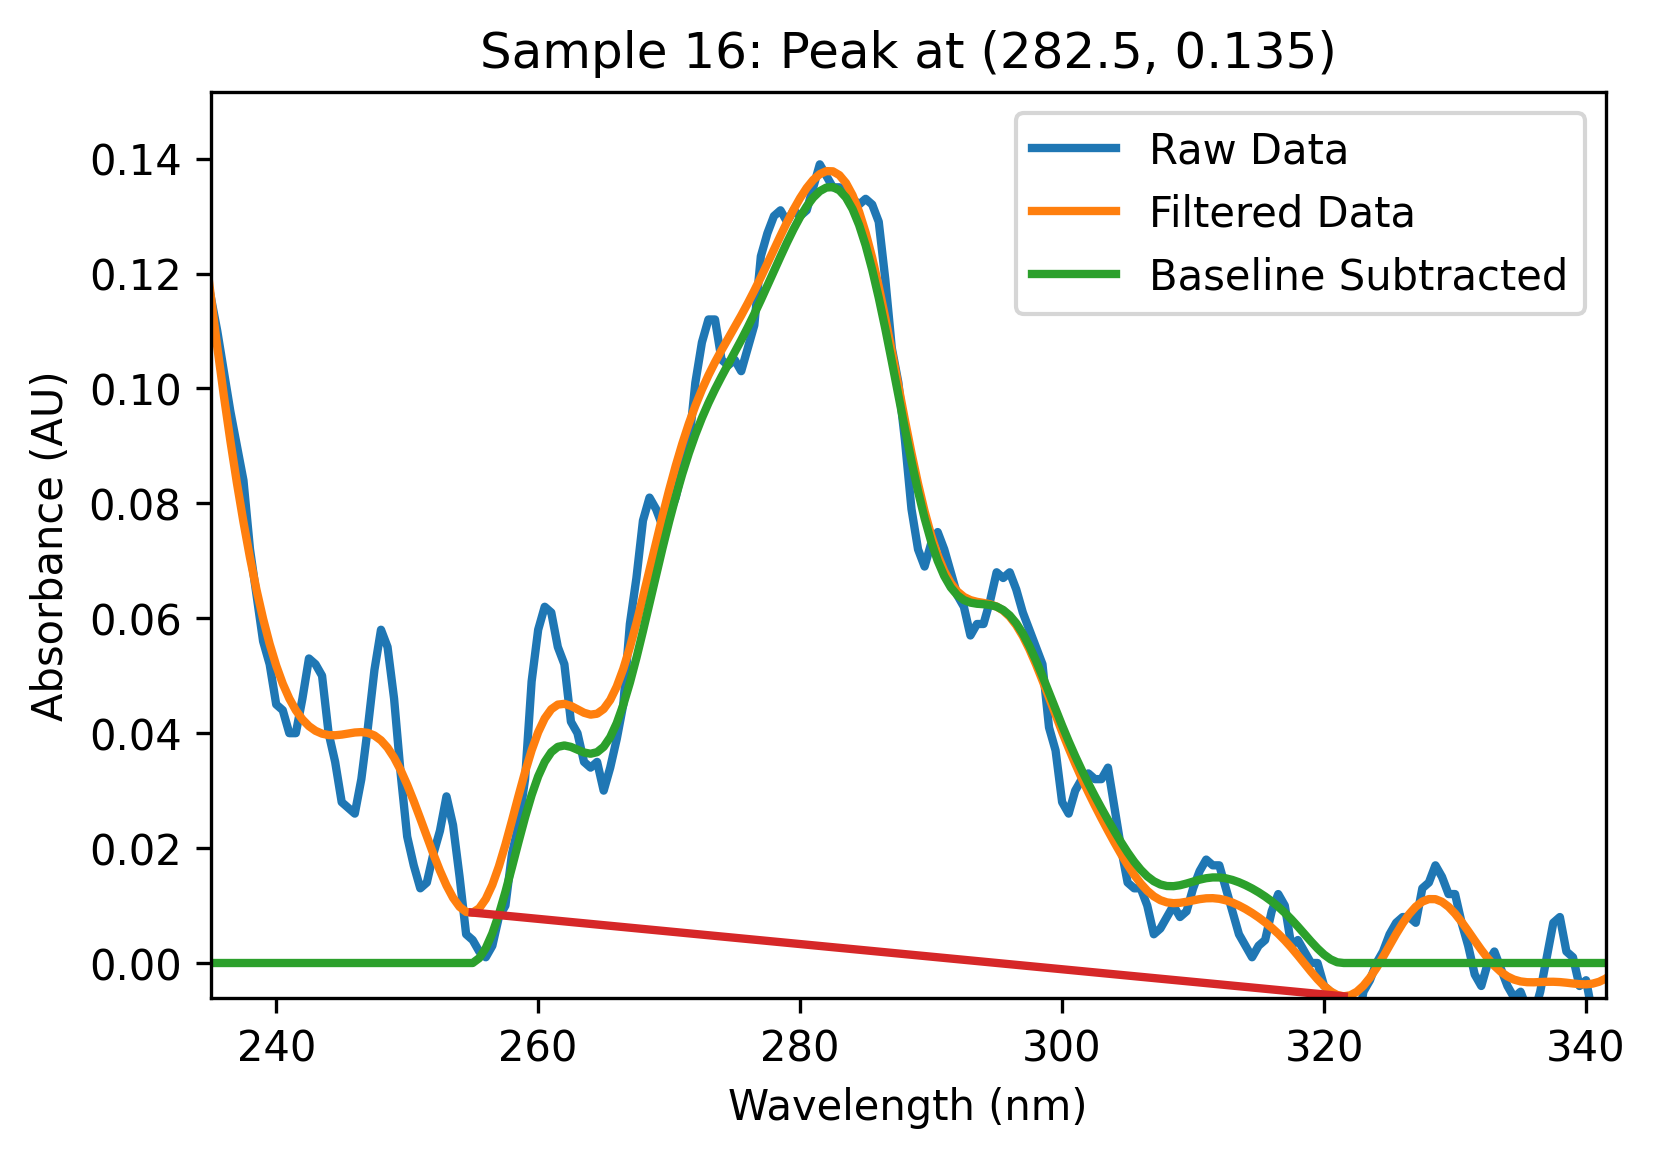 Sample 16: Peak at (282.5, 0.135)
Raw Data
Filtered Data
Baseline Subtracted
Absorbance (AU)
0.14
0.12
0.10
0.08
0.06
0.04
0.02
0.00
240 260 280 300 320 340
Wavelength (nm)